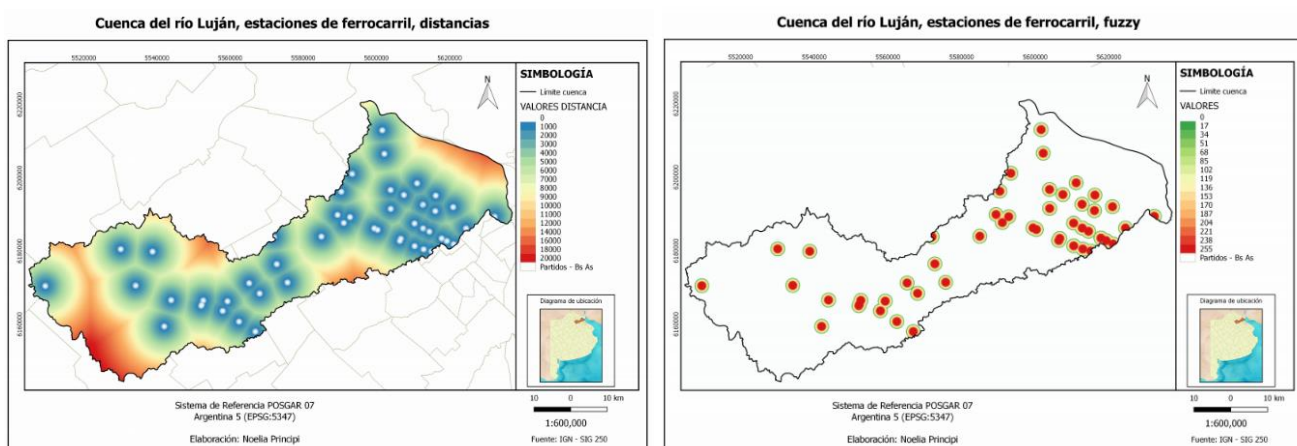 Cuenca del río Luján, estaciones de ferrocarril, distancias
5520000 5540000 5560000 5580000 5600000 5620000
6220000
6200000
6180000
6160000
N
SIMBOLOGÍA
Límite cuenca
VALORES DISTANCIA
0
1000
2000
3000
4000
5000
6000
7000
8000
9000
10000
11000
12000
13000
14000
15000
16000
18000
20000
Partidos - Bs As
Diagrama de ubicación
Sistema de Referencia POSGAR 07
Argentina 5 (EPSG:5347)
Elaboración: Noelia Principi
10 0 10 km
1:600,000
Fuente: IGN - SIG 250
Cuenca del río Luján, estaciones de ferrocarril, fuzzy
5520000 5540000 5560000 5580000 5600000 5620000
6220000
6200000
6180000
6160000
N
SIMBOLOGÍA
Límite cuenca
VALORES
0
17
34
51
68
85
102
119
136
153
170
187
204
221
238
255
Partidos - Bs As
Diagrama de ubicación
Sistema de Referencia POSGAR 07
Argentina 5 (EPSG:5347)
Elaboración: Noelia Principi
10 0 10 km
1:600,000
Fuente: IGN - SIG 250